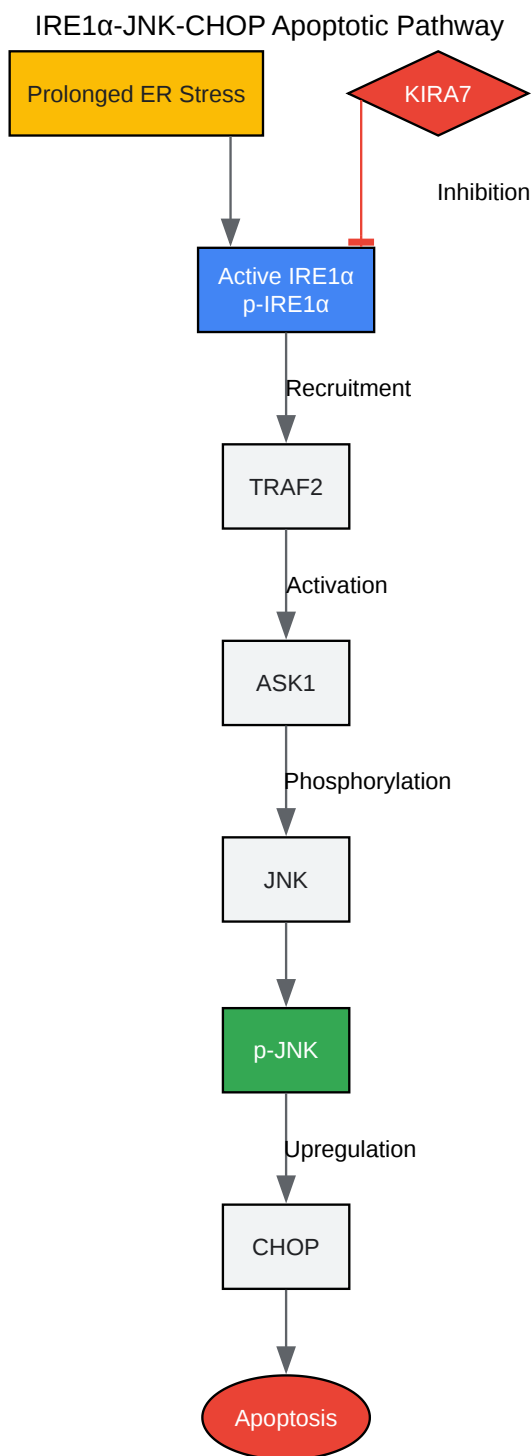 IRE1α-JNK-CHOP Apoptotic Pathway
Prolonged ER Stress
KIRA7
Inhibition
Active IRE1α
p-IRE1α
Recruitment
TRAF2
Activation
ASK1
Phosphorylation
JNK
p-JNK
Upregulation
CHOP
Apoptosis